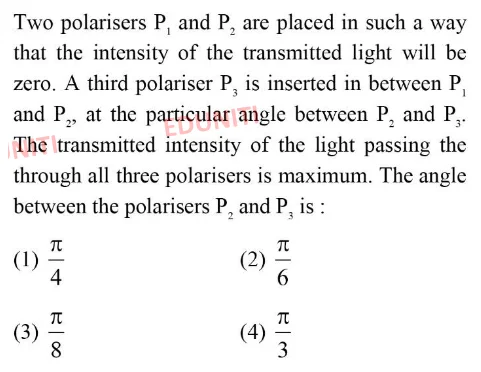 Two polarisers P₁ and P₂ are placed in such a way
that the intensity of the transmitted light will be
zero. A third polariser P₃ is inserted in between P₁
and P₂, at the particular angle between P₂ and P₃.
The transmitted intensity of the light passing the
through all three polarisers is maximum. The angle
between the polarisers P₂ and P₃ is :
(1) π/4 (2) π/6
(3) π/8 (4) π/3
EDUNITI
UNITI